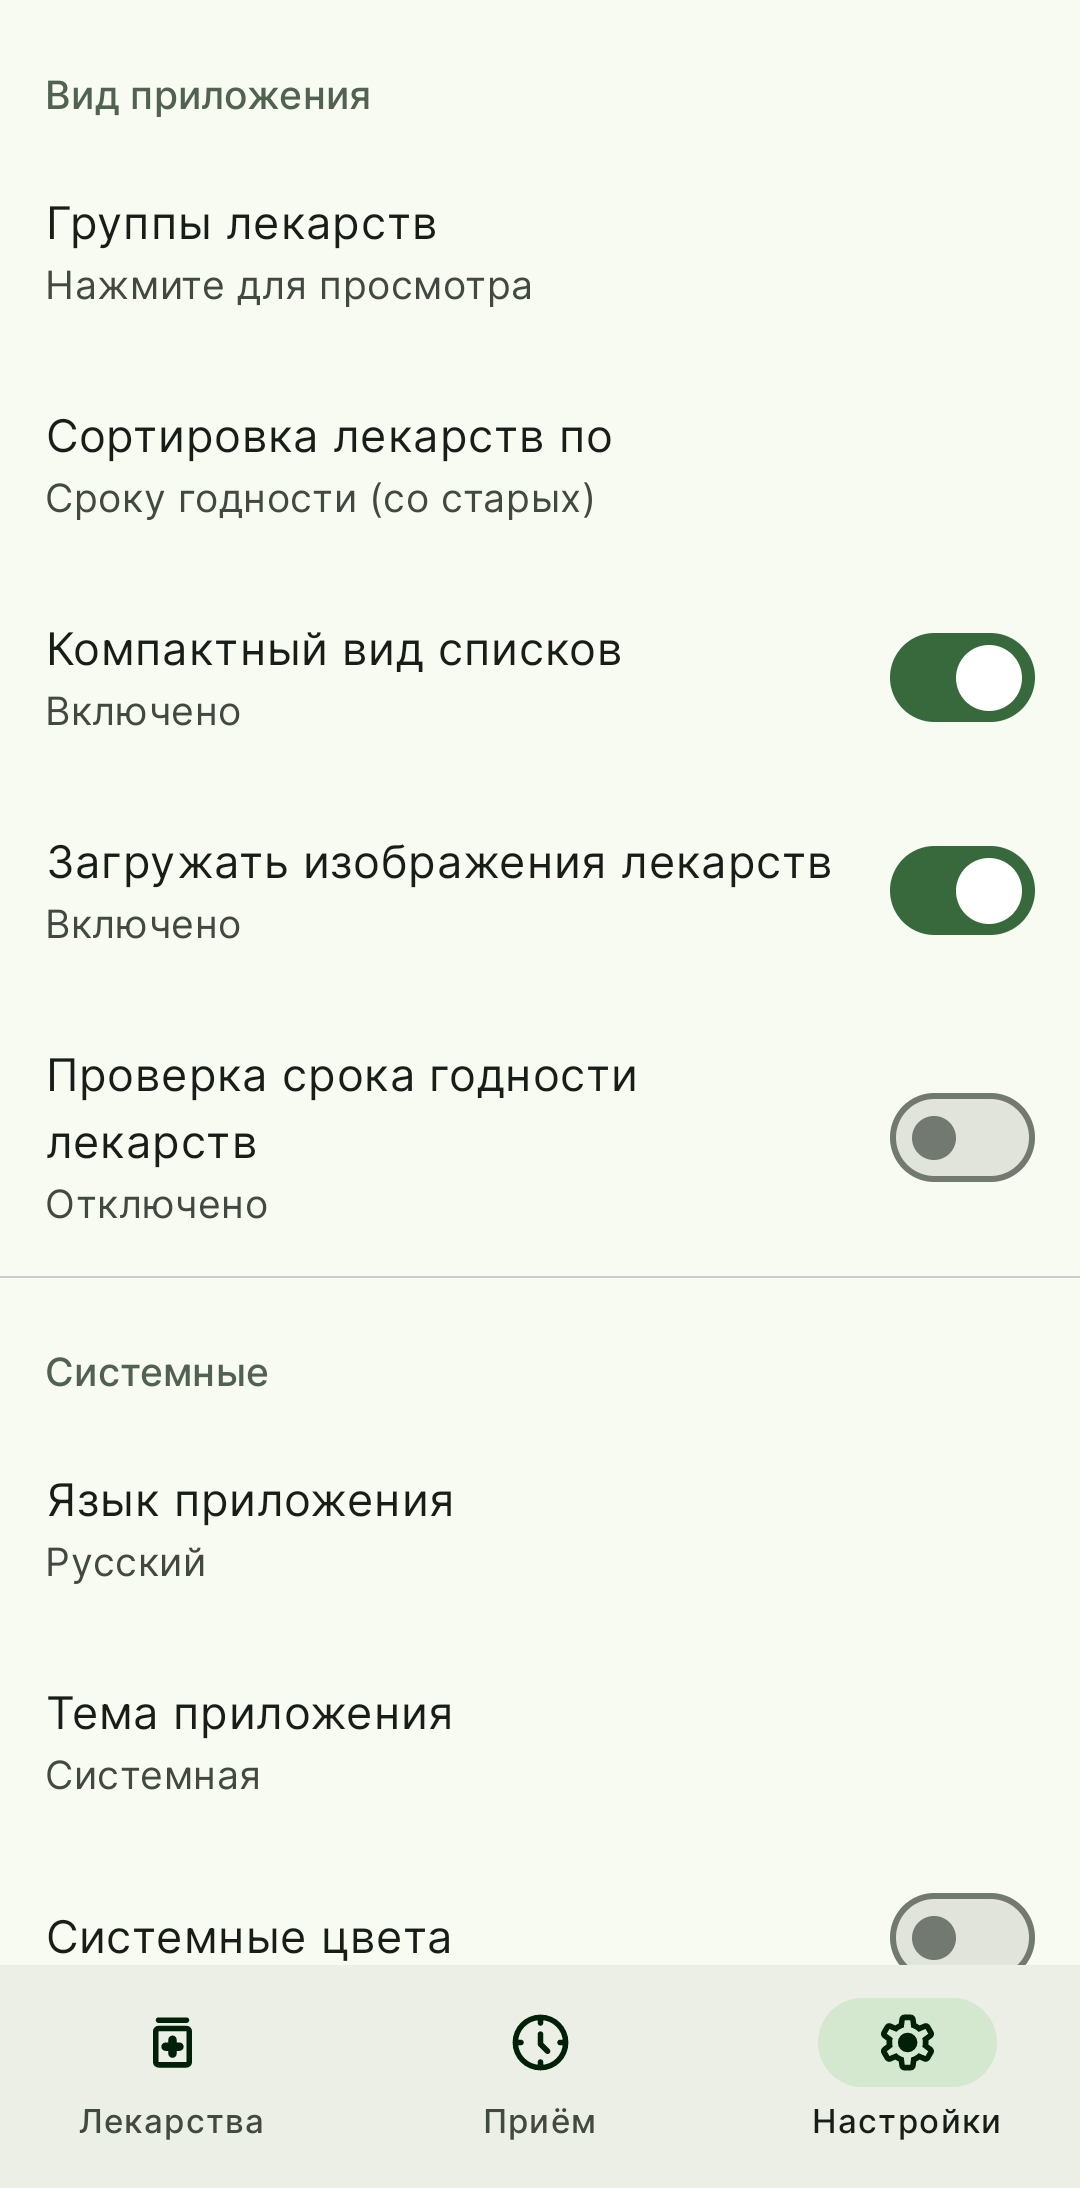 Вид приложения
Группы лекарств
Нажмите для просмотра
Сортировка лекарств по
Сроку годности (со старых)
Компактный вид списков
Включено
Загружать изображения лекарств
Включено
Проверка срока годности
лекарств
Отключено
Системные
Язык приложения
Русский
Тема приложения
Системная
Системные цвета
Лекарства
Приём
Настройки